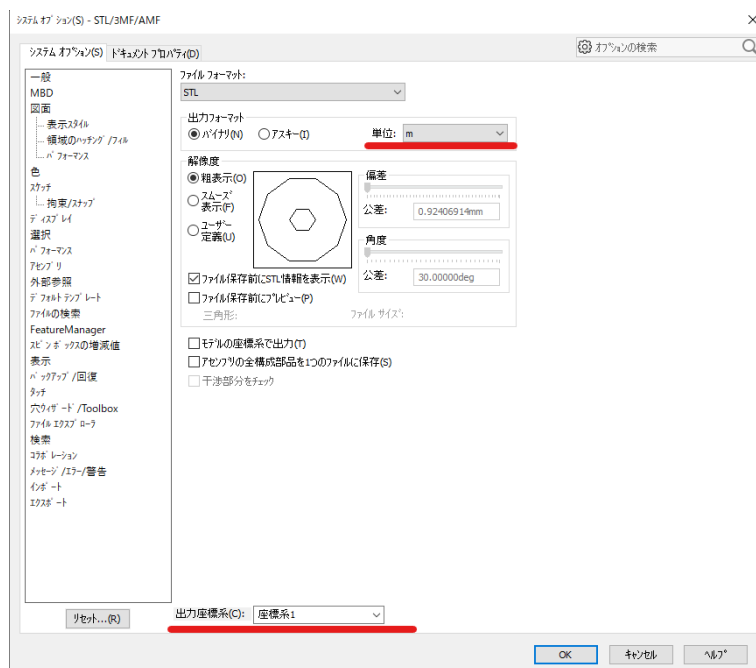 システム オプション(S) - STL/3MF/AMF
システム オプション(S) ドキュメント プロパティ(D)
オプションの検索
一般
MBD
図面
表示スタイル
領域のハッチング/フィル
パフォーマンス
色
スケッチ
拘束/スナップ
ディスプレイ
選択
パフォーマンス
アセンブリ
外部参照
デフォルト テンプレート
ファイルの検索
FeatureManager
スピン ボックスの増減値
表示
バックアップ/回復
タッチ
穴ウィザード/Toolbox
ファイル エクスプローラ
検索
コラボレーション
メッセージ/エラー/警告
インポート
エクスポート
リセット...(R)
ファイル フォーマット:
STL
出力フォーマット
バイナリ(N) アスキー(I) 単位: m
解像度
粗表示(O)
スムーズ
表示(F)
ユーザー
定義(U)
偏差
公差: 0.92406914mm
角度
公差: 30.00000deg
ファイル保存前にSTL情報を表示(W)
ファイル保存前にプレビュー(P)
三角形: ファイル サイズ:
モデルの座標系で出力(T)
アセンブリの全構成部品を1つのファイルに保存(S)
干渉部分をチェック
出力座標系(C): 座標系1
OK キャンセル ヘルプ